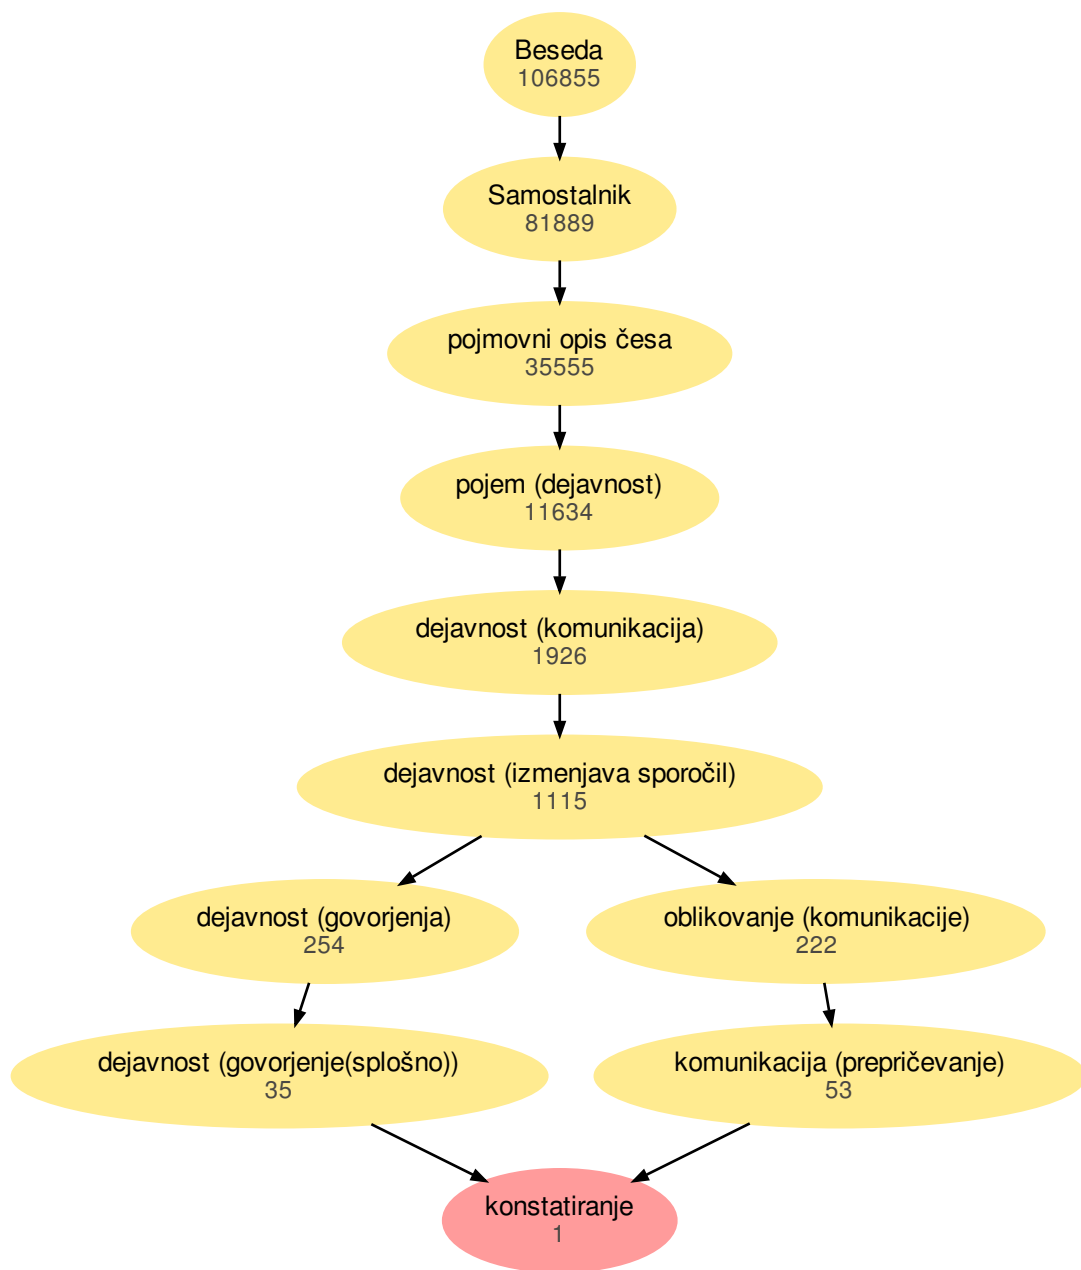 Beseda
106855
Samostalnik
81889
pojmovni opis česa
35555
pojem (dejavnost)
11634
dejavnost (komunikacija)
1926
dejavnost (izmenjava sporočil)
1115
dejavnost (govorjenja)
254
oblikovanje (komunikacije)
222
dejavnost (govorjenje(splošno))
35
komunikacija (prepričevanje)
53
konstatiranje
1